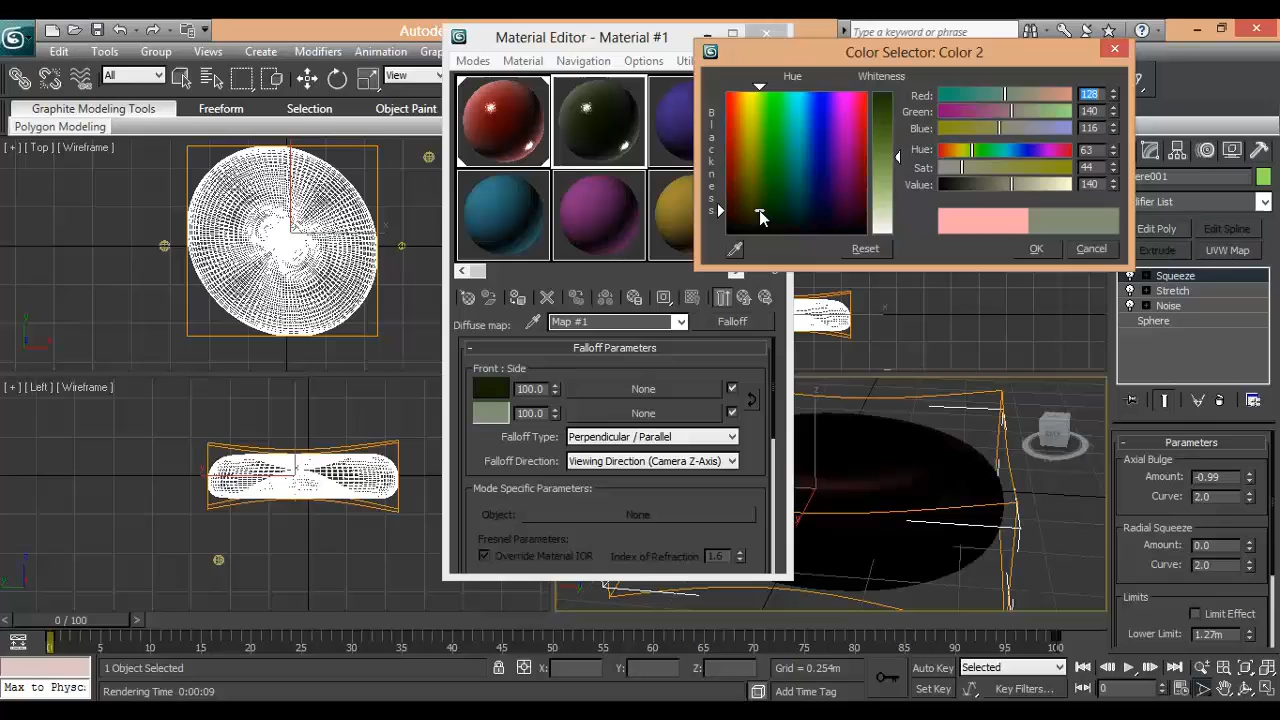 Autod
Type a keyword or phrase
Edit
Tools
Group
Views
Create
Modifiers
Animation
Material Editor - Material #1
Modes
Material
Navigation
Options
Color Selector: Color 2
All
View
Hue
Whiteness
Blackness
Red: 128
Green: 140
Blue: 116
Hue: 63
Sat: 44
Value: 140
Reset
OK
Cancel
Graphite Modeling Tools
Freeform
Selection
Object Paint
Polygon Modeling
[ + ] [ Top ] [ Wireframe ]
[ + ] [ Left ] [ Wireframe ]
ere001
difier List
Edit Poly
Edit Spline
Extrude
UVW Map
Squeeze
Stretch
Noise
Sphere
Diffuse map:
Map #1
Falloff
- Falloff Parameters
Front : Side
100.0
None
100.0
None
Falloff Type:
Perpendicular / Parallel
Falloff Direction:
Viewing Direction (Camera Z-Axis)
Mode Specific Parameters:
Object:
None
Fresnel Parameters:
Override Material IOR
Index of Refraction
1.6
- Parameters
Axial Bulge
Amount: -0.99
Curve: 2.0
Radial Squeeze
Amount: 0.0
Curve: 2.0
Limits
Limit Effect
Lower Limit: 1.27m
< 0 / 100 >
0 5 10 15 20 25 30 35 40 45 50 55 60 65 70 75 80 85 90 95 100
1 Object Selected
X:
Y:
Z:
Grid = 0.254m
Auto Key
Selected
Max to Physc
Rendering Time 0:00:09
Add Time Tag
Set Key
Key Filters...
0